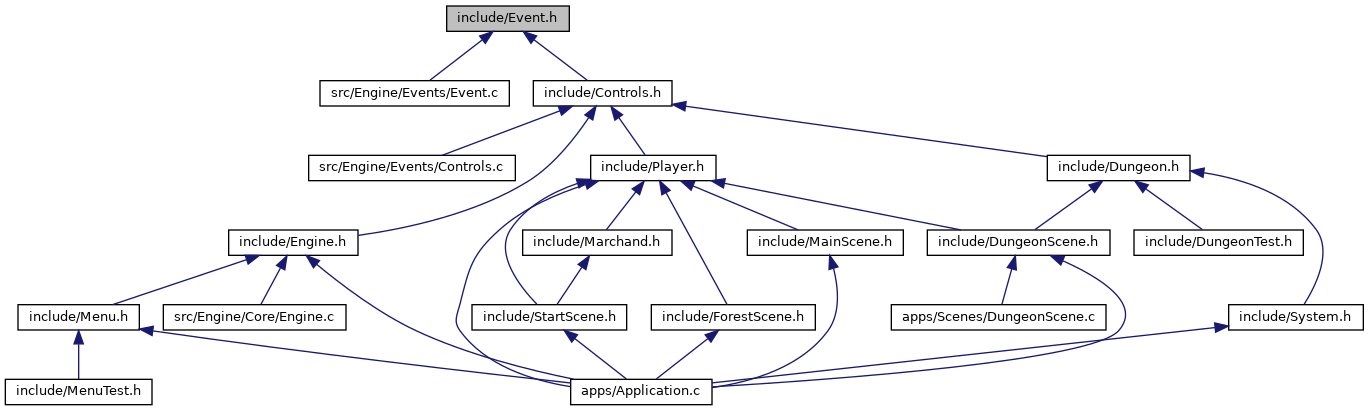 include/Event.h
src/Engine/Events/Event.c
include/Controls.h
src/Engine/Events/Controls.c
include/Player.h
include/Dungeon.h
include/Engine.h
include/Marchand.h
include/MainScene.h
include/DungeonScene.h
include/DungeonTest.h
include/Menu.h
src/Engine/Core/Engine.c
include/StartScene.h
include/ForestScene.h
apps/Scenes/DungeonScene.c
include/System.h
include/MenuTest.h
apps/Application.c